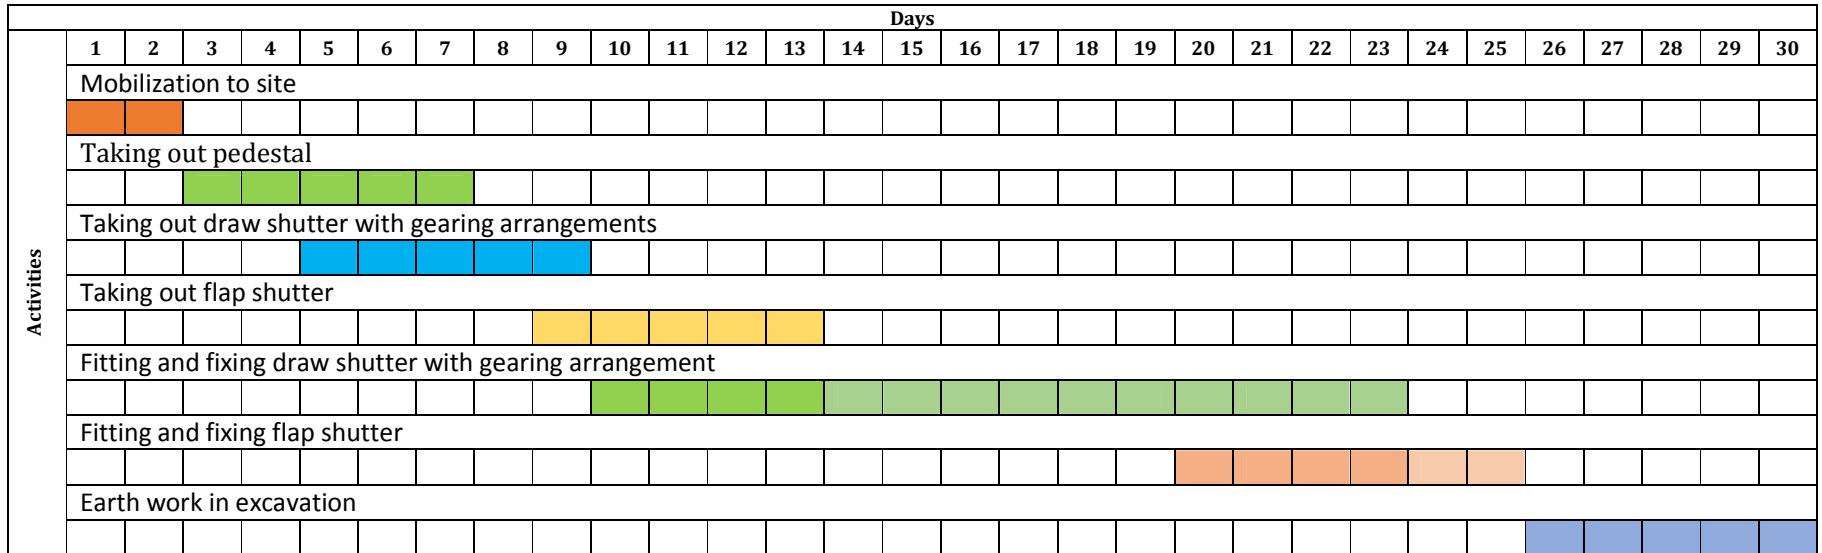 Days
1 2 3 4 5 6 7 8 9 10 11 12 13 14 15 16 17 18 19 20 21 22 23 24 25 26 27 28 29 30
Activities
Mobilization to site
Taking out pedestal
Taking out draw shutter with gearing arrangements
Taking out flap shutter
Fitting and fixing draw shutter with gearing arrangement
Fitting and fixing flap shutter
Earth work in excavation